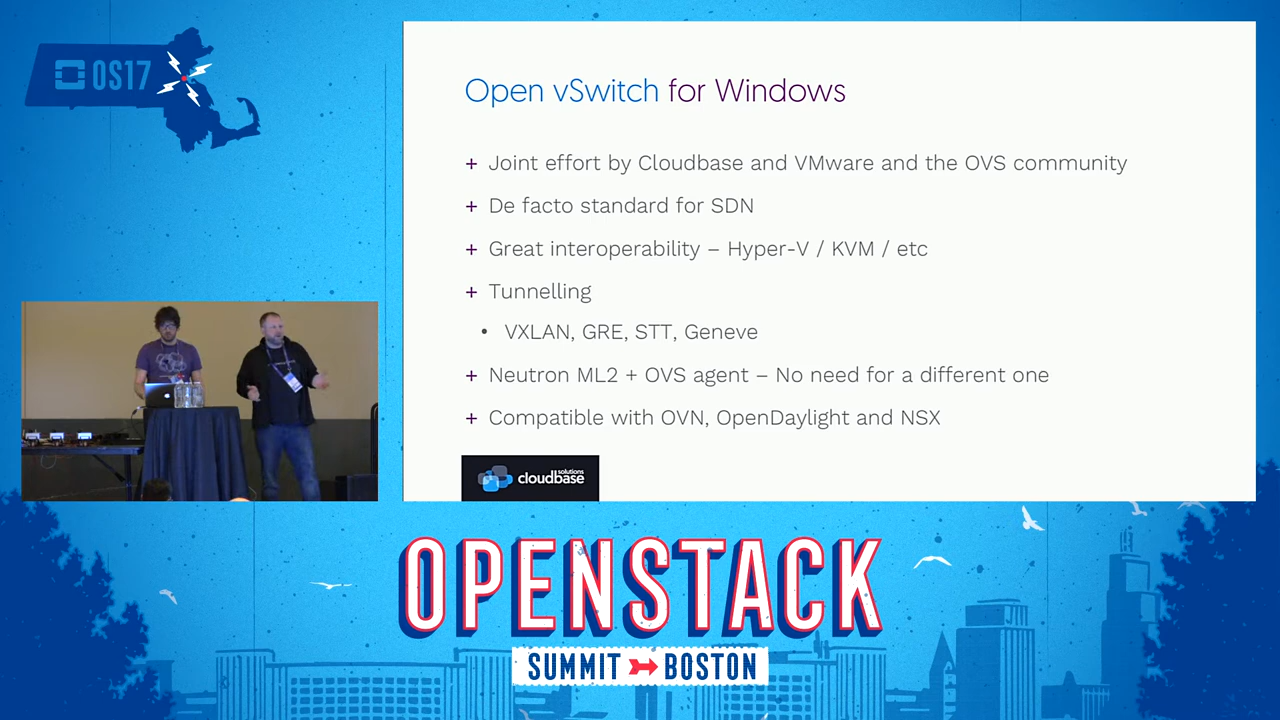 OS17
Open vSwitch for Windows
+ Joint effort by Cloudbase and VMware and the OVS community
+ De facto standard for SDN
+ Great interoperability – Hyper-V / KVM / etc
+ Tunnelling
• VXLAN, GRE, STT, Geneve
+ Neutron ML2 + OVS agent – No need for a different one
+ Compatible with OVN, OpenDaylight and NSX
cloudbase solutions
OPENSTACK
SUMMIT BOSTON